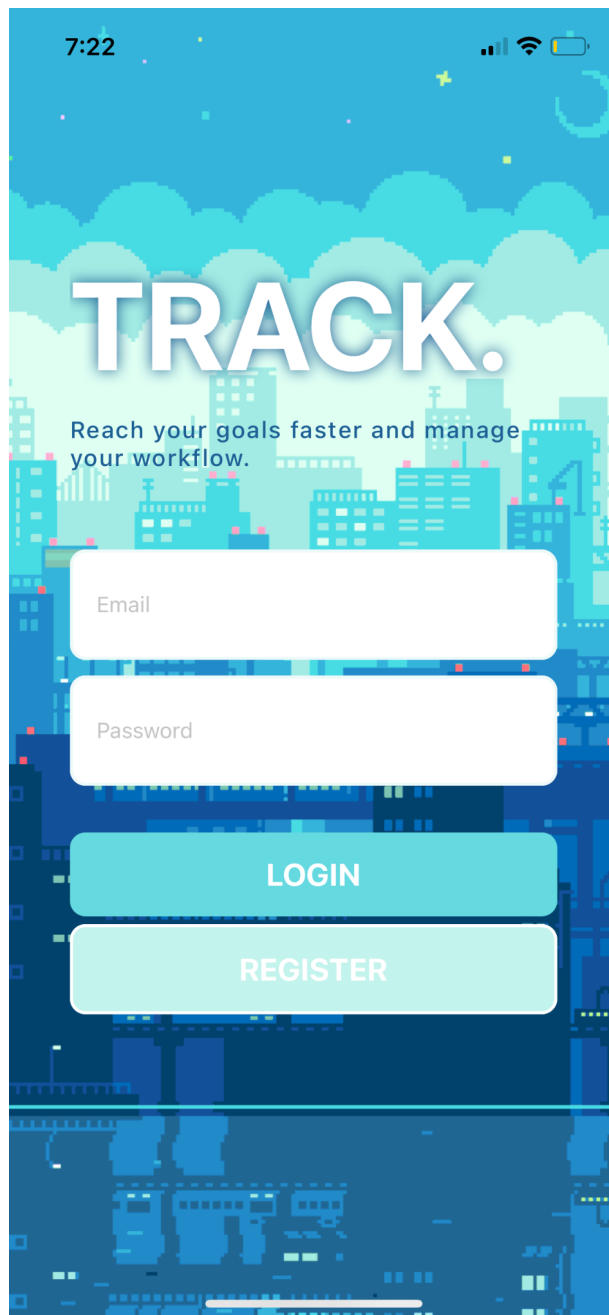 7:22
TRACK.
Reach your goals faster and manage
your workflow.
Email
Password
LOGIN
REGISTER